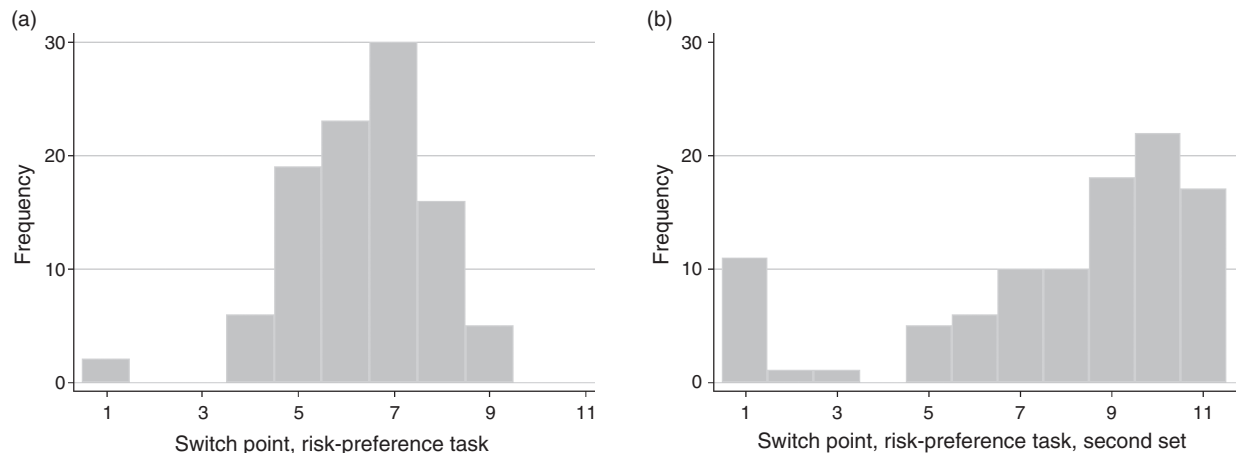 (a)
30
20
10
0
Frequency
1 3 5 7 9 11
Switch point, risk-preference task
(b)
30
20
10
0
Frequency
1 3 5 7 9 11
Switch point, risk-preference task, second set